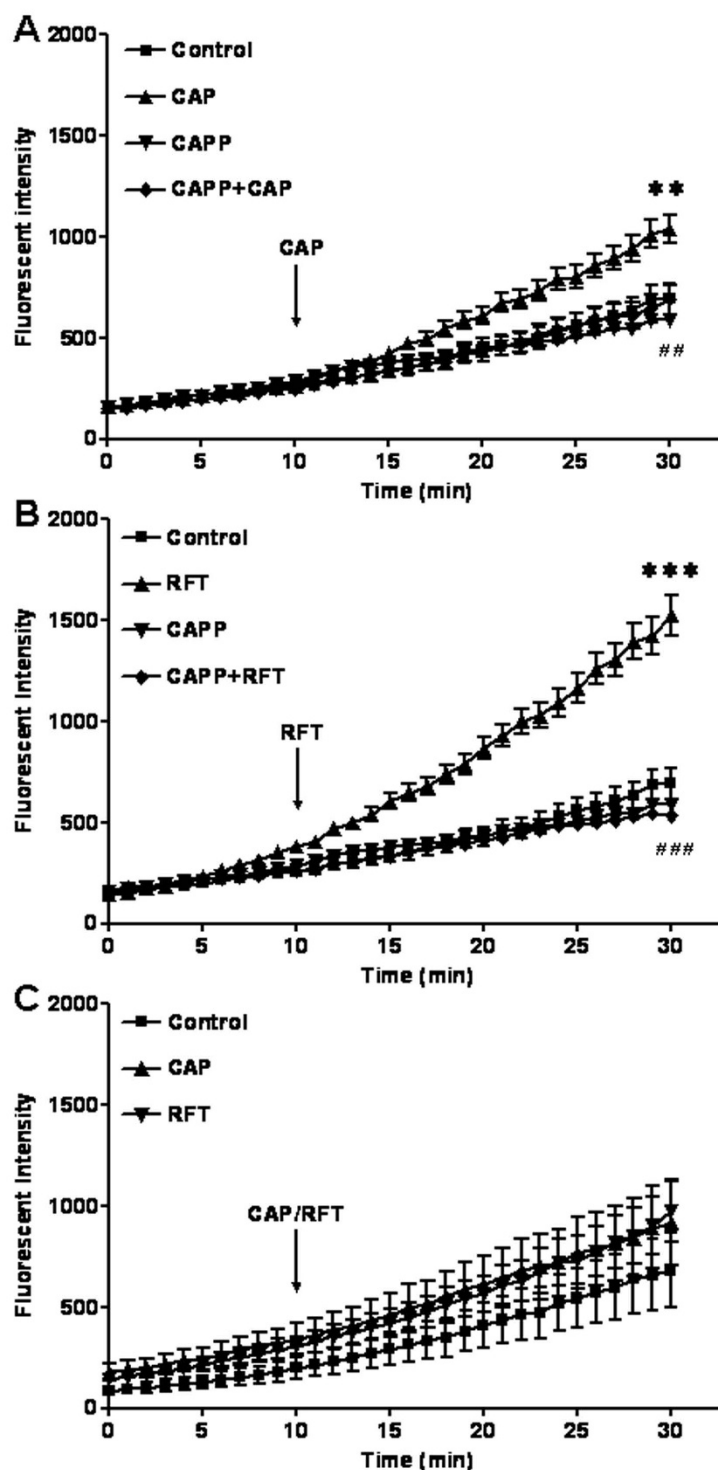 A
2000
1500
1000
500
0
Fluorescent intensity
Control
CAP
CAPP
CAPP+CAP
CAP
**
##
0 5 10 15 20 25 30
Time (min)
B
2000
1500
1000
500
0
Fluorescent Intensity
Control
RFT
CAPP
CAPP+RFT
RFT
***
###
0 5 10 15 20 25 30
Time (min)
C
2000
1500
1000
500
0
Fluorescent Intensity
Control
CAP
RFT
CAP/RFT
0 5 10 15 20 25 30
Time (min)